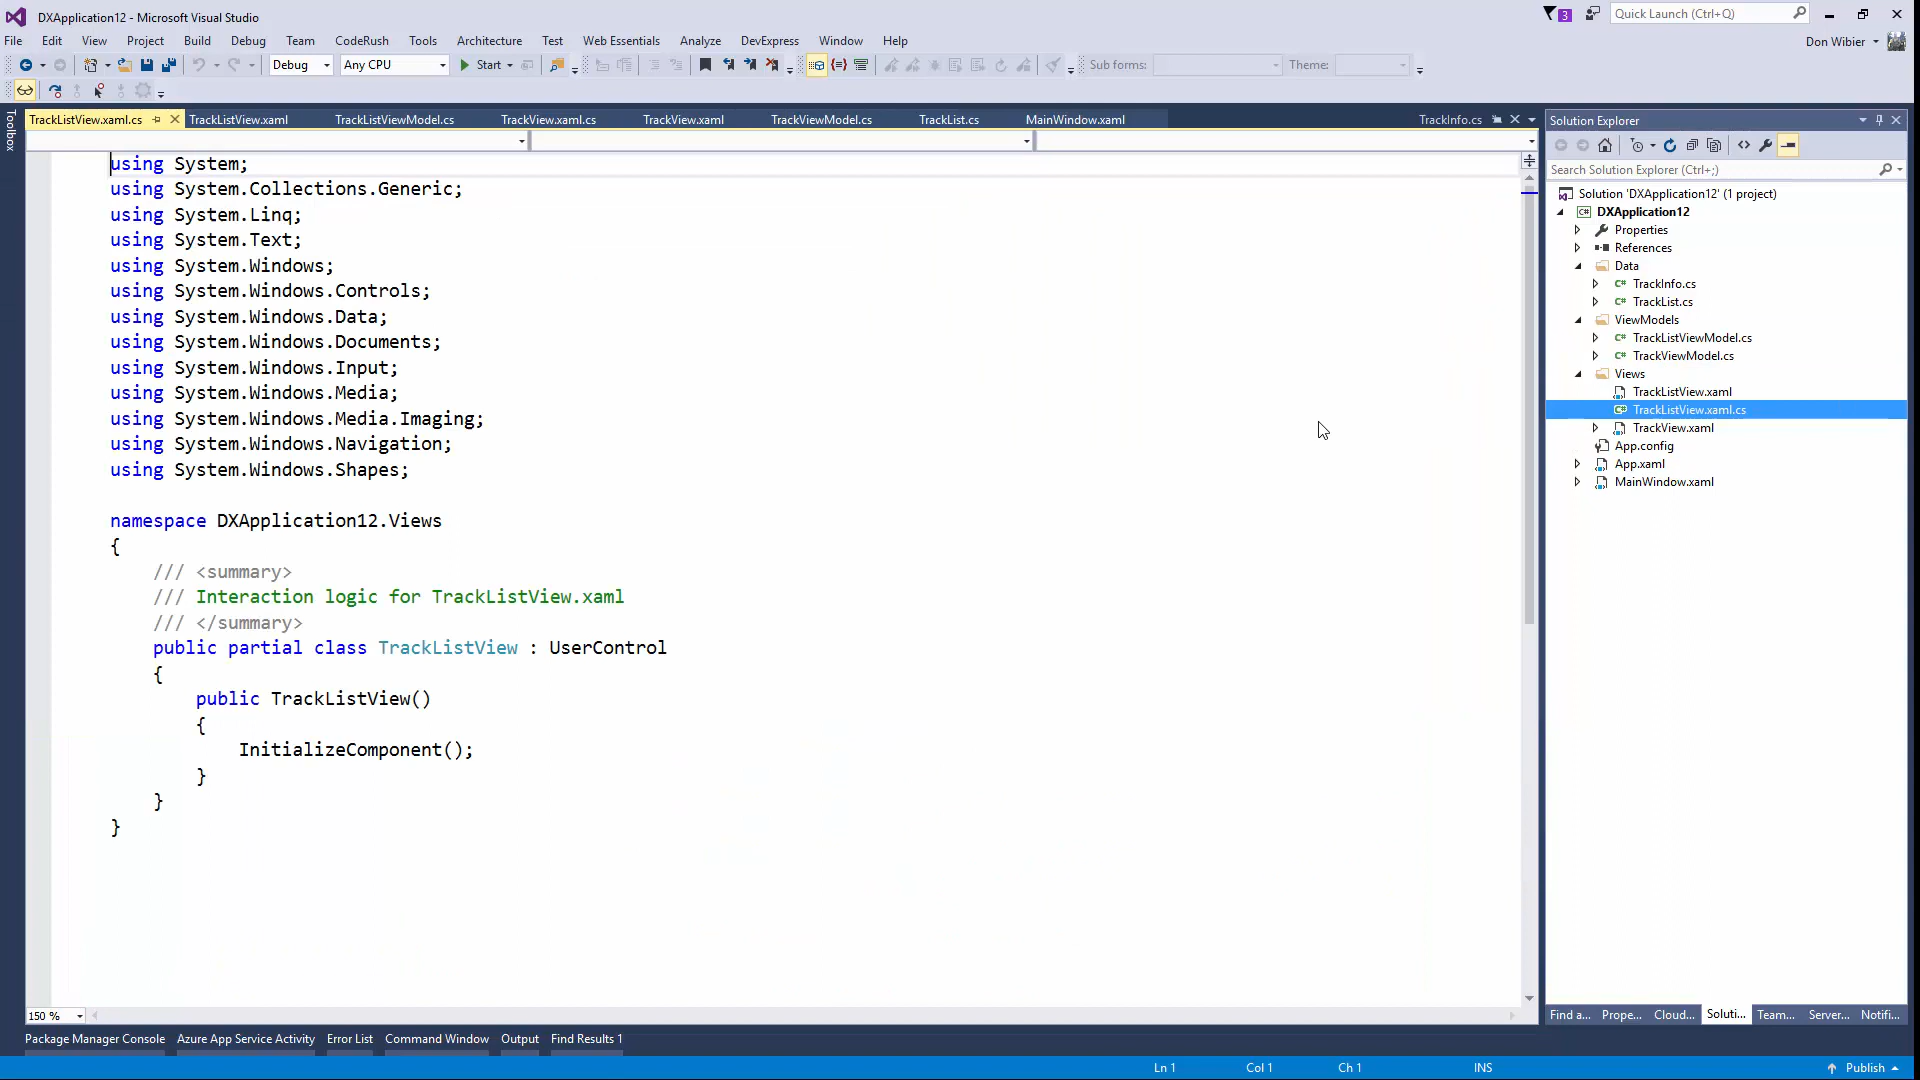 DXApplication12 - Microsoft Visual Studio
3
Quick Launch (Ctrl+Q)
File Edit View Project Build Debug Team CodeRush Tools Architecture Test Web Essentials Analyze DevExpress Window Help
Don Wibier
Debug Any CPU Start Sub forms: Theme:
Toolbox
TrackListView.xaml.cs TrackListView.xaml TrackListViewModel.cs TrackView.xaml.cs TrackView.xaml TrackViewModel.cs TrackList.cs MainWindow.xaml TrackInfo.cs
using System;
using System.Collections.Generic;
using System.Linq;
using System.Text;
using System.Windows;
using System.Windows.Controls;
using System.Windows.Data;
using System.Windows.Documents;
using System.Windows.Input;
using System.Windows.Media;
using System.Windows.Media.Imaging;
using System.Windows.Navigation;
using System.Windows.Shapes;
namespace DXApplication12.Views
{
/// <summary>
/// Interaction logic for TrackListView.xaml
/// </summary>
public partial class TrackListView : UserControl
{
public TrackListView()
{
InitializeComponent();
}
}
}
150 %
Solution Explorer
Search Solution Explorer (Ctrl+;)
Solution 'DXApplication12' (1 project)
DXApplication12
Properties
References
Data
TrackInfo.cs
TrackList.cs
ViewModels
TrackListViewModel.cs
TrackViewModel.cs
Views
TrackListView.xaml
TrackListView.xaml.cs
TrackView.xaml
App.config
App.xaml
MainWindow.xaml
Find a... Prope... Cloud... Soluti... Team... Server... Notifi...
Package Manager Console Azure App Service Activity Error List Command Window Output Find Results 1
Ln 1 Col 1 Ch 1 INS Publish